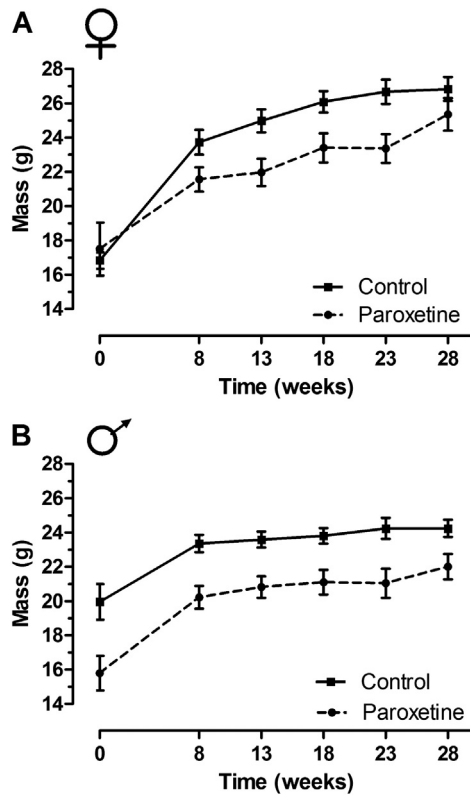 A
♀
Mass (g)
28
26
24
22
20
18
16
14
Control
Paroxetine
0 8 13 18 23 28
Time (weeks)
B
♂
Mass (g)
28
26
24
22
20
18
16
14
Control
Paroxetine
0 8 13 18 23 28
Time (weeks)